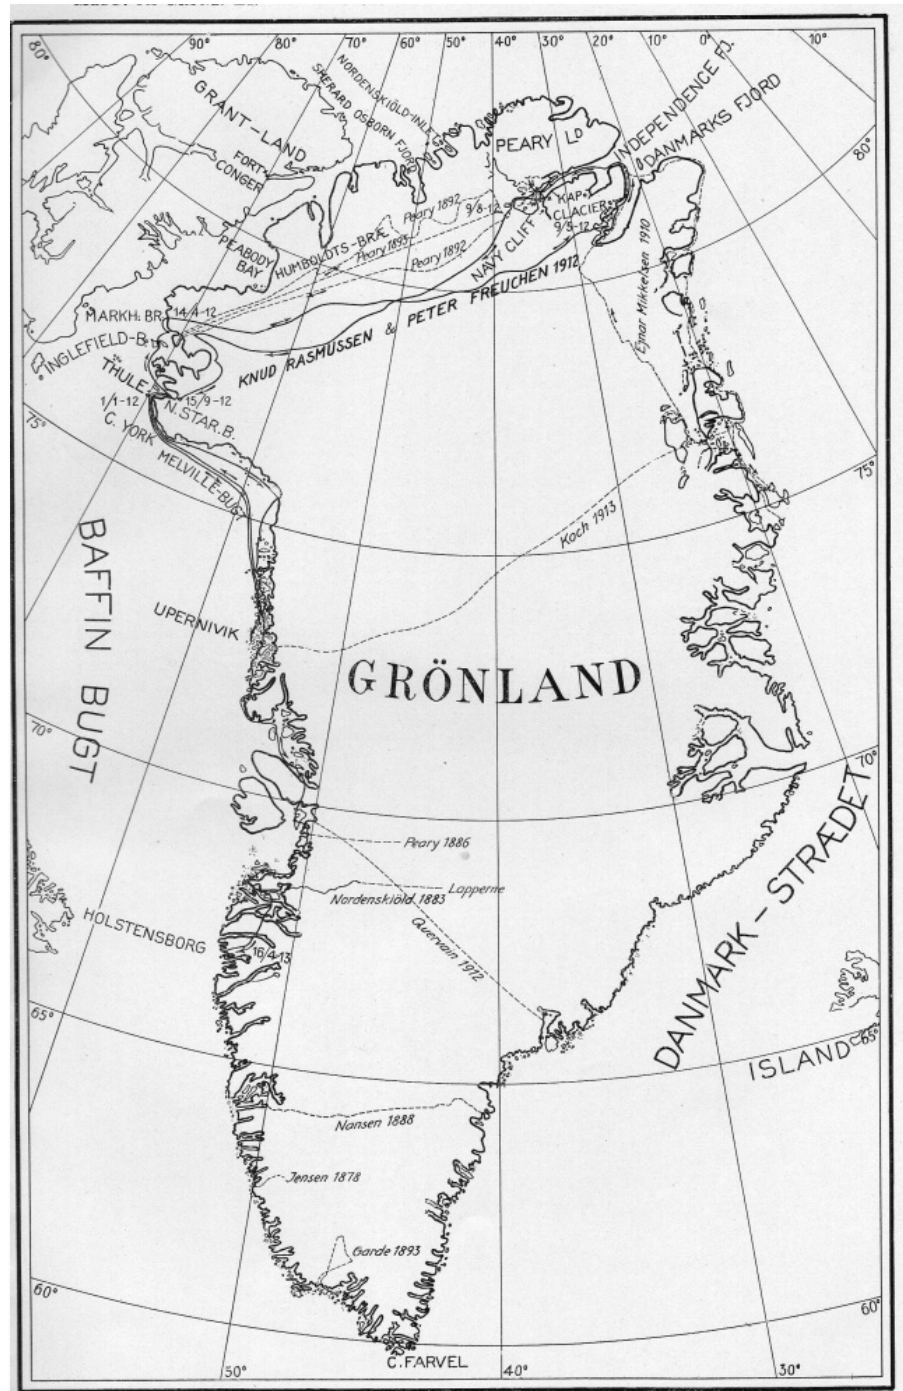 80°
90°
80°
70°
60°
50°
40°
30°
20°
10°
0°
10°
GRANT-LAND
NORDENSKIÖLD-INLET
SHERARD OSBORN FJORD
PEARY LD
INDEPENDENCE FJ.
DANMARKS FJORD
80°
FORT CONGER
PEABODY BAY
HUMBOLDTS-BRÆ
Peary 1892
Peary 1895
Peary 1892
9/8-12
KAP. GLACIER
9/5-12
NAVY CLIFF
Ejnar Mikkelsen 1910
MARKH. BR.
14/4-12
KNUD RASMUSSEN & PETER FREUCHEN 1912
INGLEFIELD-B.
THULE
1/1-12
15/9-12
N. STAR. B.
C. YORK
MELVILLE-BUGT
75°
75°
Koch 1913
BAFFIN BUGT
UPERNIVIK
GRÖNLAND
70°
70°
DANMARK-STRÆDET
Peary 1886
Lapperne
Nordenskiöld 1883
Quervain 1912
HOLSTENSBORG
16/4-13
65°
65°
ISLAND
Nansen 1888
Jensen 1878
Garde 1893
60°
60°
C. FARVEL
50°
40°
30°